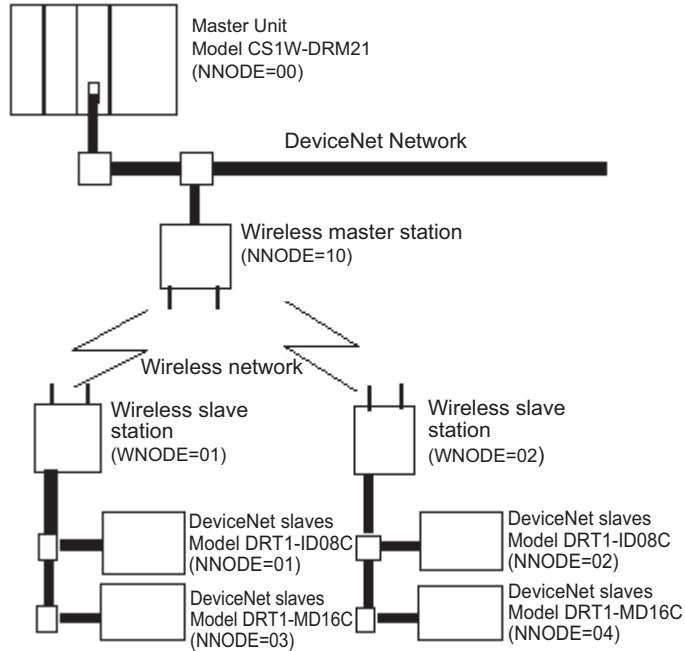 Master Unit
Model CS1W-DRM21
(NNODE=00)
DeviceNet Network
Wireless master station
(NNODE=10)
Wireless network
Wireless slave
station
(WNODE=01)
Wireless slave
station
(WNODE=02)
DeviceNet slaves
Model DRT1-ID08C
(NNODE=01)
DeviceNet slaves
Model DRT1-ID08C
(NNODE=02)
DeviceNet slaves
Model DRT1-MD16C
(NNODE=03)
DeviceNet slaves
Model DRT1-MD16C
(NNODE=04)